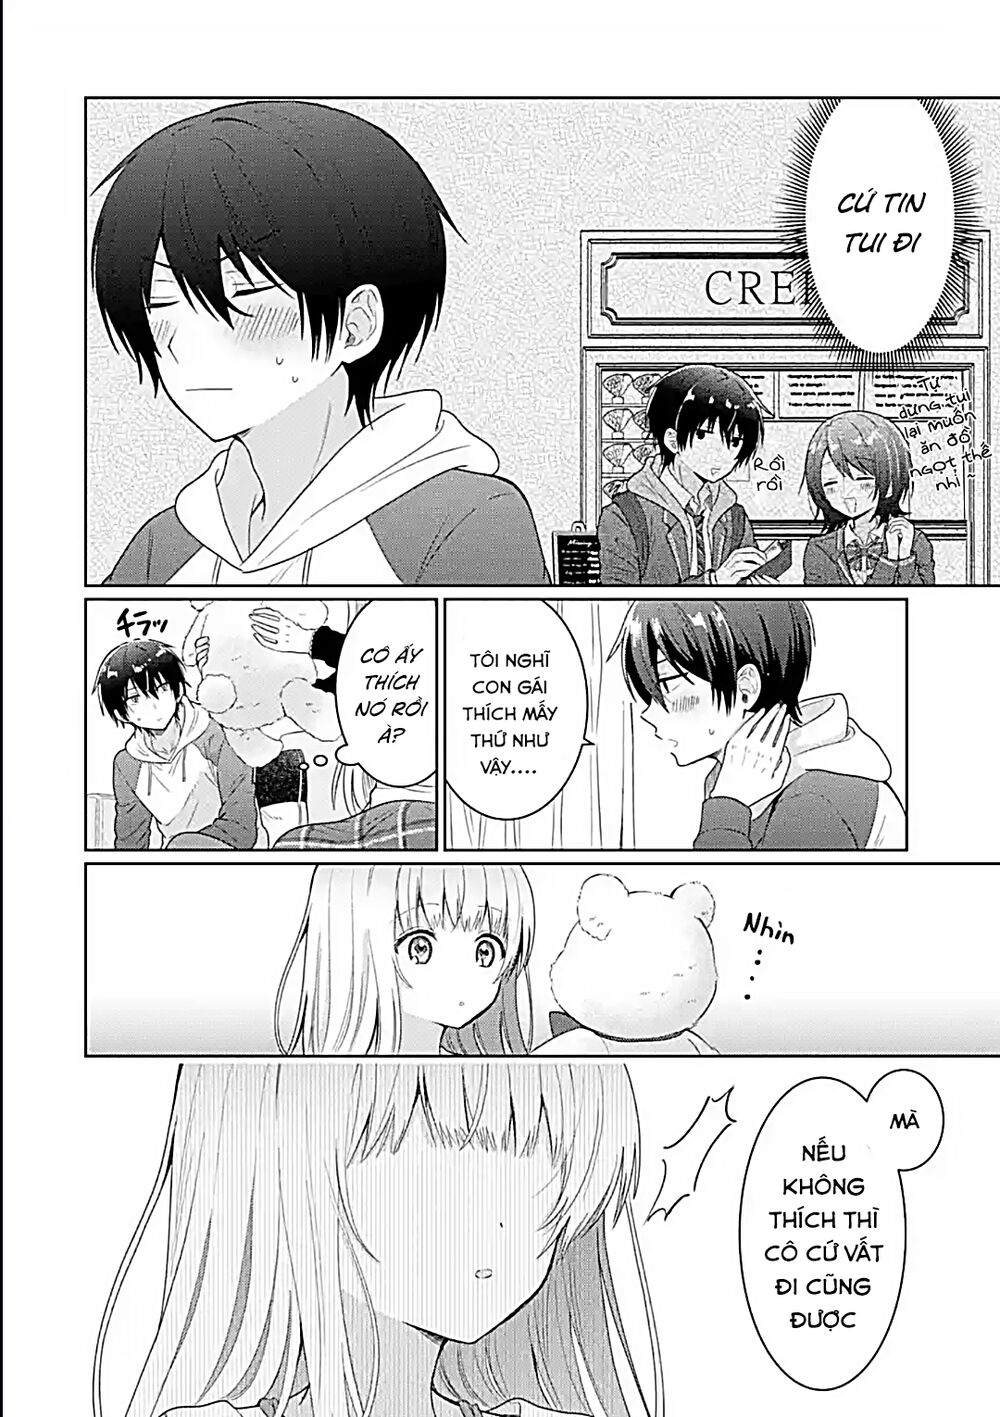 CỨ TIN
TUI ĐI
CREP
Tự
dưng tui
lại muốn
ăn đồ
ngọt thế
nhỉ~
Rồi
rồi
TÔI NGHĨ
CON GÁI
THÍCH MẤY
THỨ NHƯ
VẬY....
CÔ ẤY
THÍCH
NÓ RỒI
À?
チラッ
Nhìn
...
MÀ
NẾU
KHÔNG
THÍCH THÌ
CÔ CỨ VẤT
ĐI CŨNG
ĐƯỢC